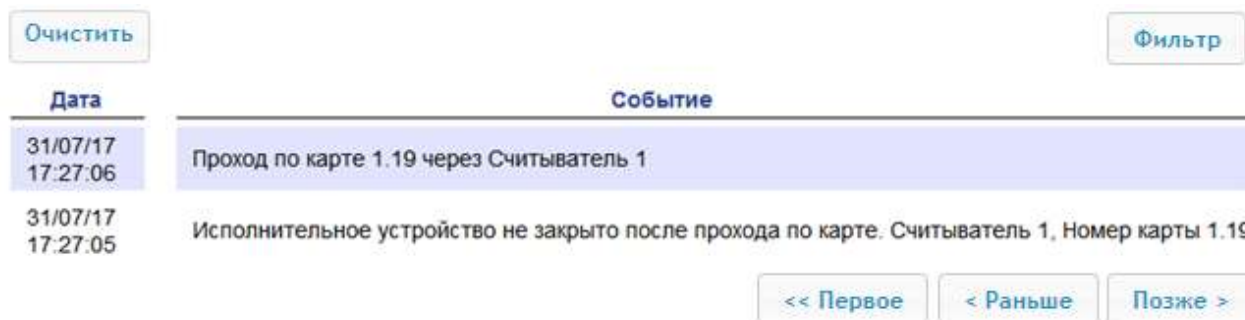 Очистить
Фильтр
Дата
Событие
31/07/17
17:27:06
Проход по карте 1.19 через Считыватель 1
31/07/17
17:27:05
Исполнительное устройство не закрыто после прохода по карте. Считыватель 1, Номер карты 1.19
<< Первое
< Раньше
Позже >